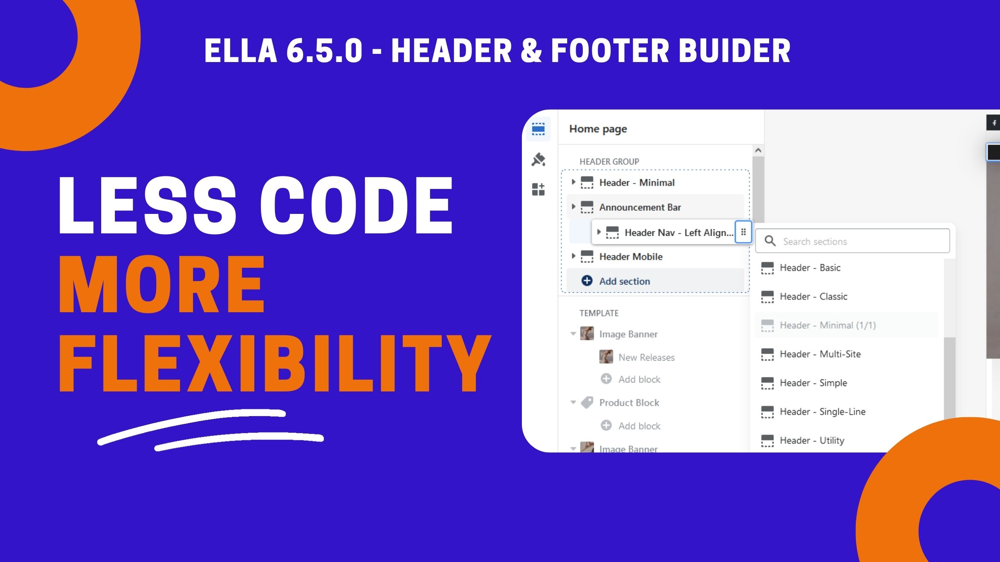 ELLA 6.5.0 - HEADER & FOOTER BUIDER
LESS CODE
MORE
FLEXIBILITY
Home page
HEADER GROUP
Header - Minimal
Announcement Bar
Header Nav - Left Align...
Header Mobile
Add section
TEMPLATE
Image Banner
New Releases
Add block
Product Block
Add block
Image Banner
Search sections
Header - Basic
Header - Classic
Header - Minimal (1/1)
Header - Multi-Site
Header - Simple
Header - Single-Line
Header - Utility